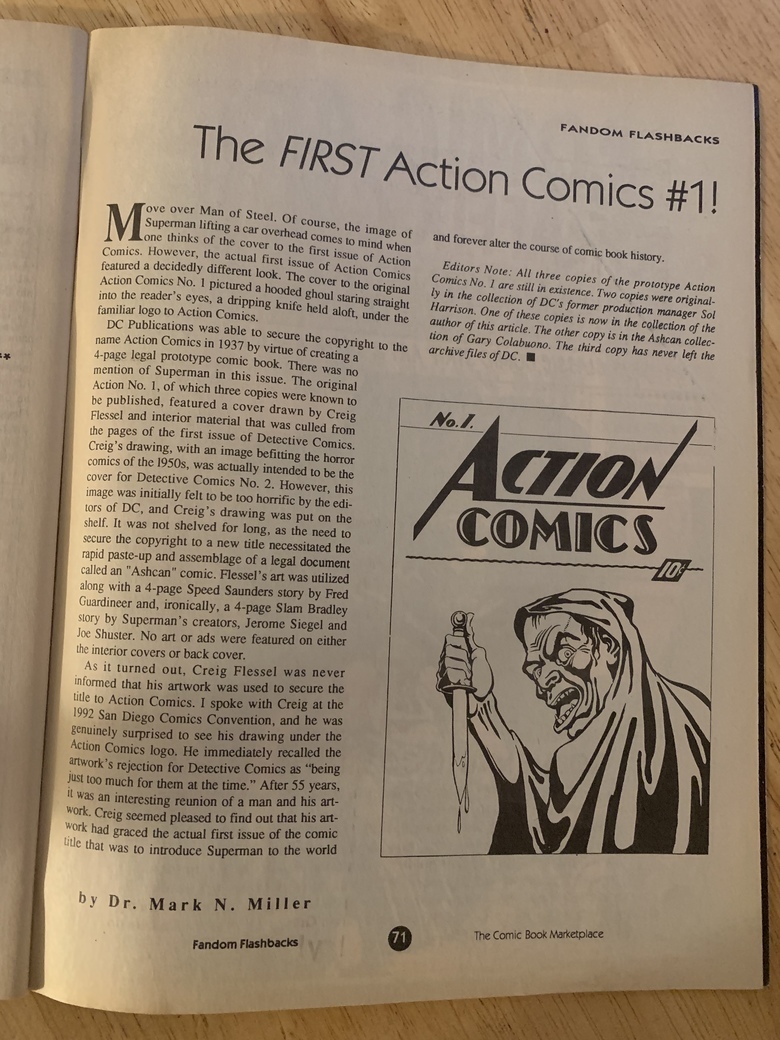 FANDOM FLASHBACKS
The FIRST Action Comics #1!
Move over Man of Steel. Of course, the image of
Superman lifting a car overhead comes to mind when
one thinks of the cover to the first issue of Action
Comics. However, the actual first issue of Action Comics
featured a decidedly different look. The cover to the original
Action Comics No. 1 pictured a hooded ghoul staring straight
into the reader's eyes, a dripping knife held aloft, under the
familiar logo to Action Comics.
DC Publications was able to secure the copyright to the
name Action Comics in 1937 by virtue of creating a
4-page legal prototype comic book. There was no
mention of Superman in this issue. The original
Action No. 1, of which three copies were known to
be published, featured a cover drawn by Creig
Flessel and interior material that was culled from
the pages of the first issue of Detective Comics.
Creig's drawing, with an image befitting the horror
comics of the 1950s, was actually intended to be the
cover for Detective Comics No. 2. However, this
image was initially felt to be too horrific by the edi-
tors of DC, and Creig's drawing was put on the
shelf. It was not shelved for long, as the need to
secure the copyright to a new title necessitated the
rapid paste-up and assemblage of a legal document
called an "Ashcan" comic. Flessel's art was utilized
along with a 4-page Speed Saunders story by Fred
Guardineer and, ironically, a 4-page Slam Bradley
story by Superman's creators, Jerome Siegel and
Joe Shuster. No art or ads were featured on either
the interior covers or back cover.
As it turned out, Creig Flessel was never
informed that his artwork was used to secure the
title to Action Comics. I spoke with Creig at the
1992 San Diego Comics Convention, and he was
genuinely surprised to see his drawing under the
Action Comics logo. He immediately recalled the
artwork's rejection for Detective Comics as "being
just too much for them at the time." After 55 years,
it was an interesting reunion of a man and his art-
work. Creig seemed pleased to find out that his art-
work had graced the actual first issue of the comic
title that was to introduce Superman to the world
and forever alter the course of comic book history.
Editors Note: All three copies of the prototype Action
Comics No. 1 are still in existence. Two copies were original-
ly in the collection of DC's former production manager Sol
Harrison. One of these copies is now in the collection of the
author of this article. The other copy is in the Ashcan collec-
tion of Gary Colabuono. The third copy has never left the
archive files of DC. ■
No.1.
ACTION
COMICS
10¢
by Dr. Mark N. Miller
Fandom Flashbacks
71
The Comic Book Marketplace